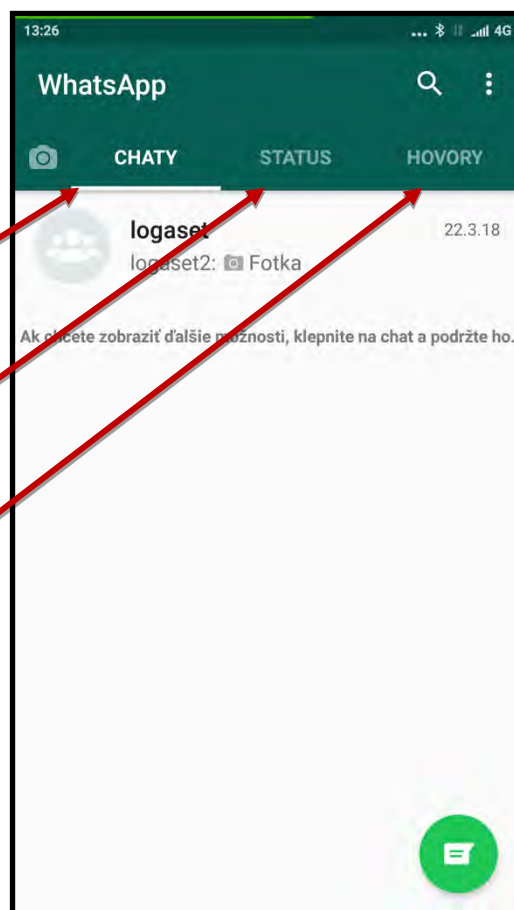 13:26 ... 4G
WhatsApp
CHATY STATUS HOVORY
logaset 22.3.18
logaset2: Fotka
Ak chcete zobraziť ďalšie možnosti, klepnite na chat a podržte ho.